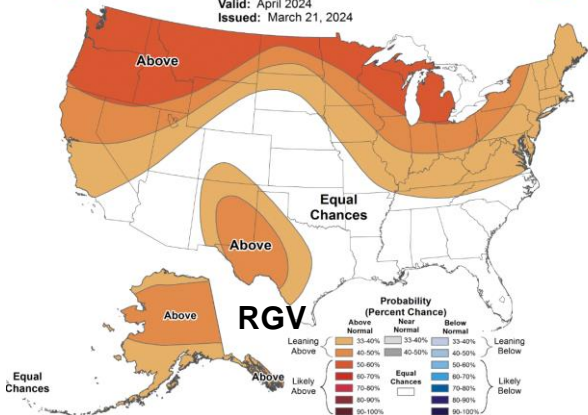 Valid: April 2024
Issued: March 21, 2024
Above
Equal
Chances
Above
Above
Above
Equal
Chances
RGV
Probability
(Percent Chance)
Above
Normal
Near
Normal
Below
Normal
Leaning
Above
33-40%
33-40%
33-40%
Leaning
Below
40-50%
40-50%
40-50%
50-60%
Equal
Chances
50-60%
Likely
Above
60-70%
60-70%
Likely
Below
70-80%
70-80%
80-90%
80-90%
90-100%
90-100%